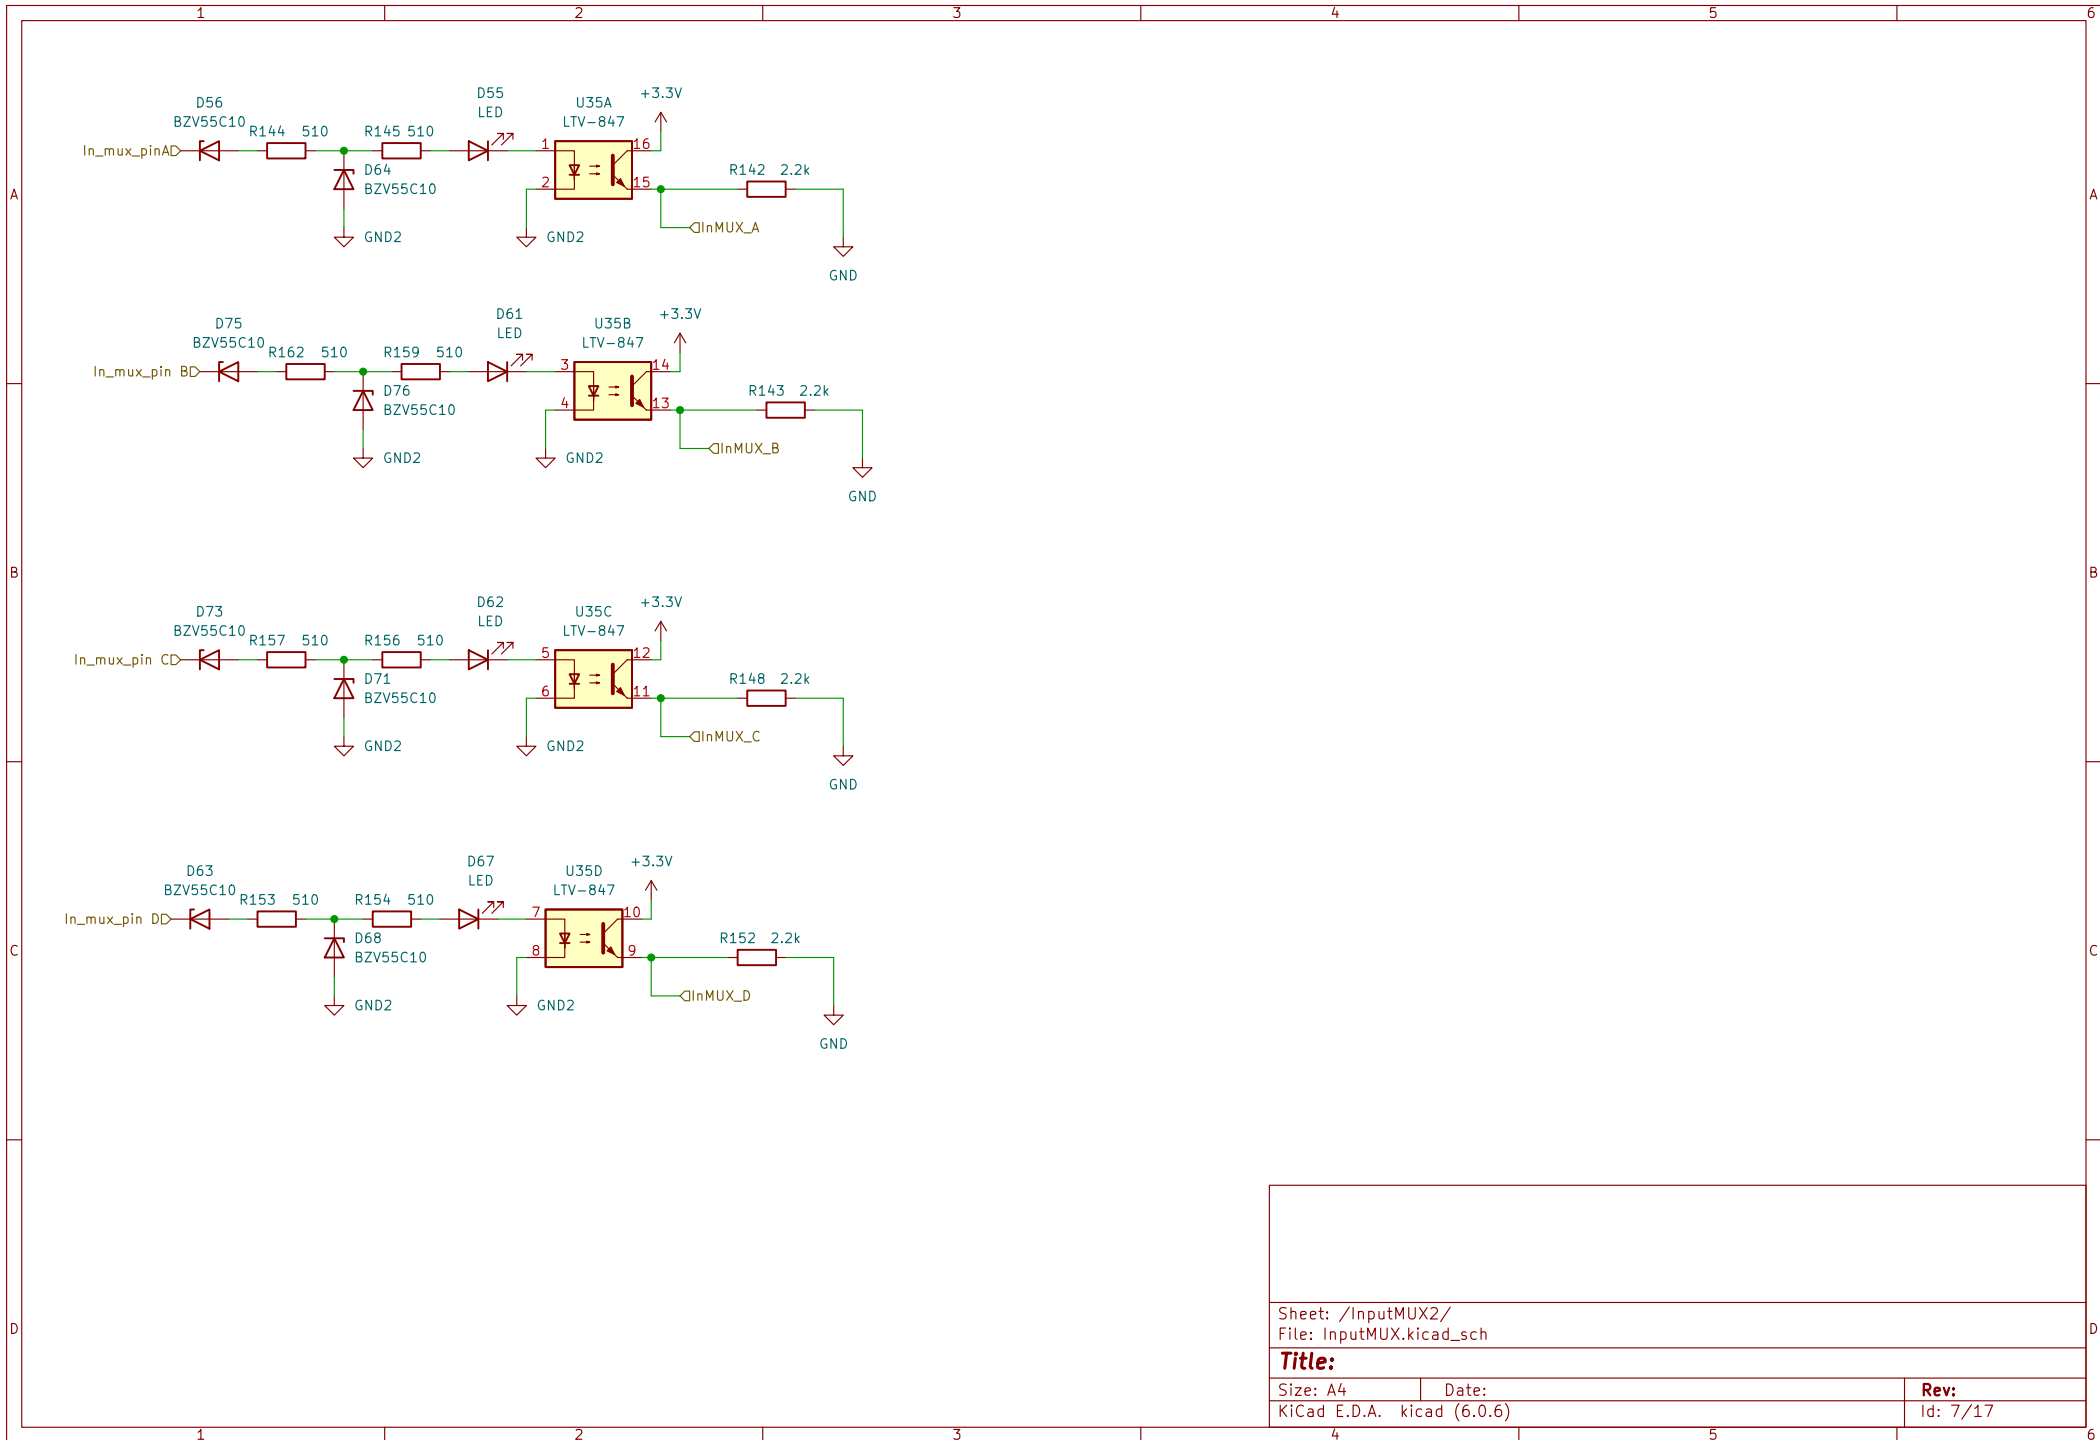 1 2 3 4 5 6
D56
BZV55C10
In_mux_pinA
R144 510
R145 510
D64
BZV55C10
GND2
D55
LED
U35A
LTV-847
+3.3V
1 16
2 15
GND2
R142 2.2k
InMUX_A
GND
A A
D75
BZV55C10
In_mux_pin B
R162 510
R159 510
D76
BZV55C10
GND2
D61
LED
U35B
LTV-847
+3.3V
3 14
4 13
GND2
R143 2.2k
InMUX_B
GND
B B
D73
BZV55C10
In_mux_pin C
R157 510
R156 510
D71
BZV55C10
GND2
D62
LED
U35C
LTV-847
+3.3V
5 12
6 11
GND2
R148 2.2k
InMUX_C
GND
D63
BZV55C10
In_mux_pin D
R153 510
R154 510
D68
BZV55C10
GND2
D67
LED
U35D
LTV-847
+3.3V
7 10
8 9
GND2
R152 2.2k
InMUX_D
GND
C C
Sheet: /InputMUX2/
File: InputMUX.kicad_sch
Title:
Size: A4 Date: Rev:
KiCad E.D.A. kicad (6.0.6) Id: 7/17
D D
1 2 3 4 5 6